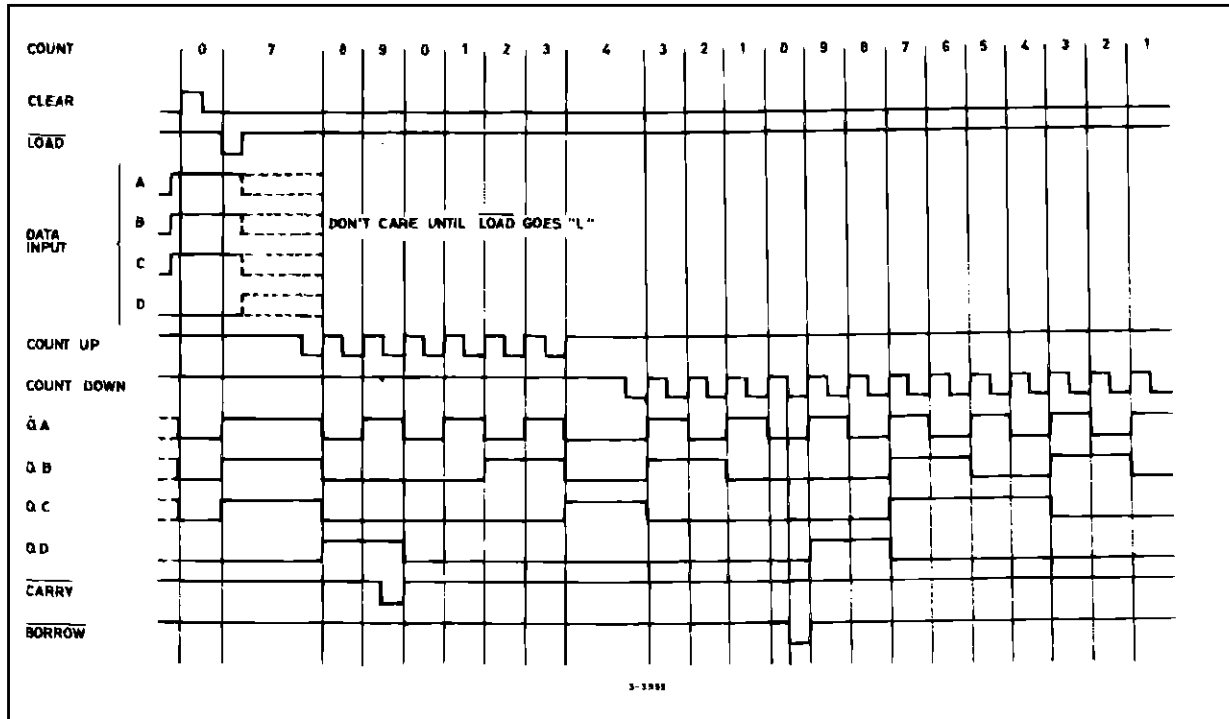 COUNT 0 7 8 9 0 1 2 3 4 3 2 1 0 9 8 7 6 5 4 3 2 1
CLEAR
LOAD
A
B
DATA
INPUT
C
D
DON'T CARE UNTIL LOAD GOES "L"
COUNT UP
COUNT DOWN
Q A
Q B
Q C
Q D
CARRY
BORROW